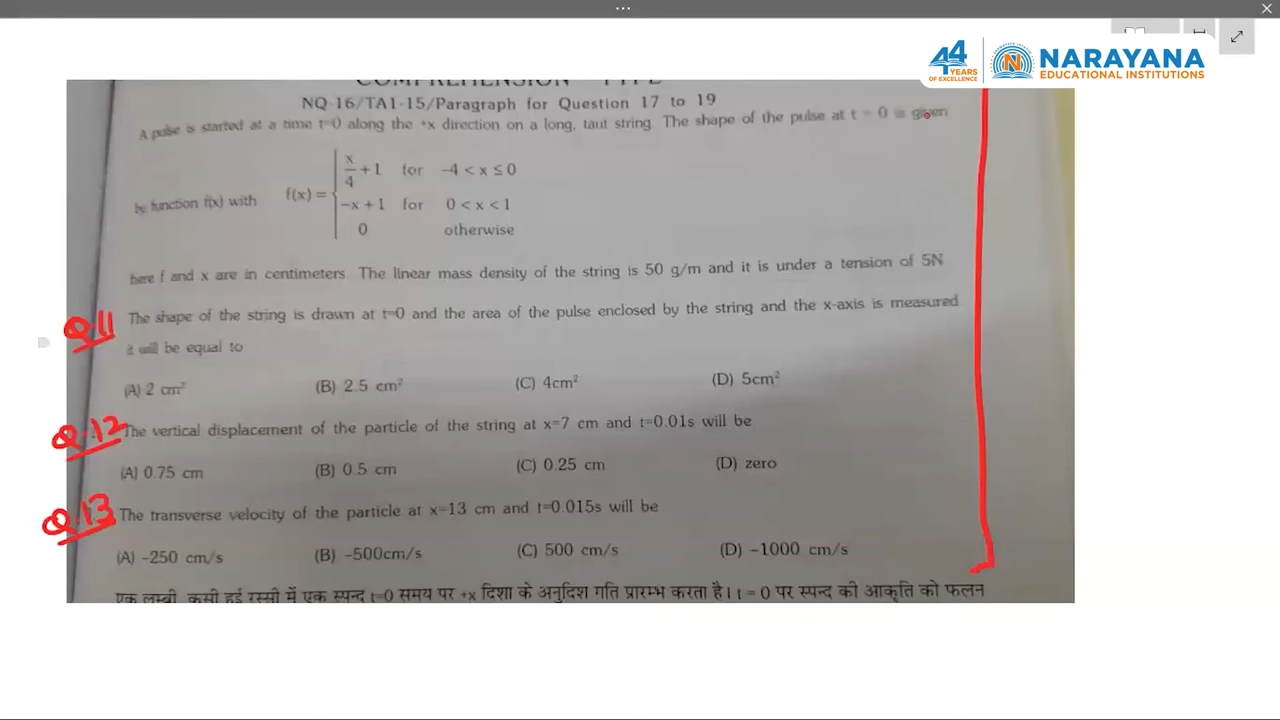 44
YEARS
OF EXCELLENCE
N
NARAYANA
EDUCATIONAL INSTITUTIONS
COMPREHENSION TYPE
NQ-16/TA1-15/Paragraph for Question 17 to 19
A pulse is started at a time t=0 along the +x direction on a long, taut string. The shape of the pulse at t = 0 is given
by function f(x) with f(x) = { x/4 + 1 for -4 < x ≤ 0
-x + 1 for 0 < x < 1
0 otherwise
here f and x are in centimeters. The linear mass density of the string is 50 g/m and it is under a tension of 5N
Q.11 The shape of the string is drawn at t=0 and the area of the pulse enclosed by the string and the x-axis is measured
it will be equal to
(A) 2 cm² (B) 2.5 cm² (C) 4cm² (D) 5cm²
Q.12 The vertical displacement of the particle of the string at x=7 cm and t=0.01s will be
(A) 0.75 cm (B) 0.5 cm (C) 0.25 cm (D) zero
Q.13 The transverse velocity of the particle at x=13 cm and t=0.015s will be
(A) -250 cm/s (B) -500cm/s (C) 500 cm/s (D) -1000 cm/s
एक लम्बी, कसी हुई रस्सी में एक स्पन्द t=0 समय पर +x दिशा के अनुदिश गति प्रारम्भ करता है। t = 0 पर स्पन्द की आकृति को फलन